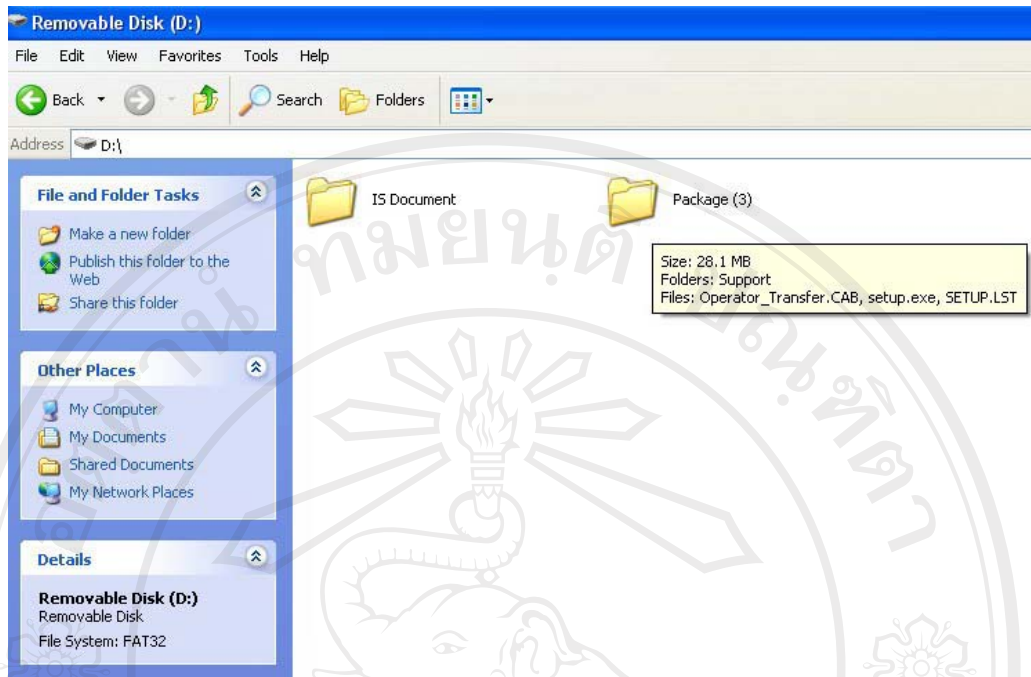 Removable Disk (D:)
File Edit View Favorites Tools Help
Back Search Folders
Address D:\
File and Folder Tasks
Make a new folder
Publish this folder to the
Web
Share this folder
Other Places
My Computer
My Documents
Shared Documents
My Network Places
Details
Removable Disk (D:)
Removable Disk
File System: FAT32
IS Document
Package (3)
Size: 28.1 MB
Folders: Support
Files: Operator_Transfer.CAB, setup.exe, SETUP.LST